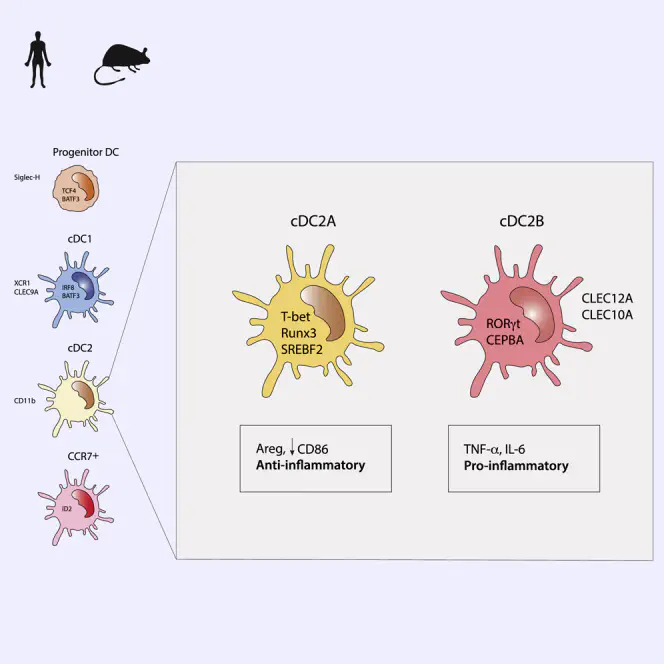 Progenitor DC
Siglec-H
TCF4
BATF3
cDC1
XCR1
CLEC9A
IRF8
BATF3
cDC2
CD11b
CCR7+
ID2
cDC2A
T-bet
Runx3
SREBF2
Areg, ↓ CD86
Anti-inflammatory
cDC2B
RORγt
CEPBA
CLEC12A
CLEC10A
TNF-α, IL-6
Pro-inflammatory